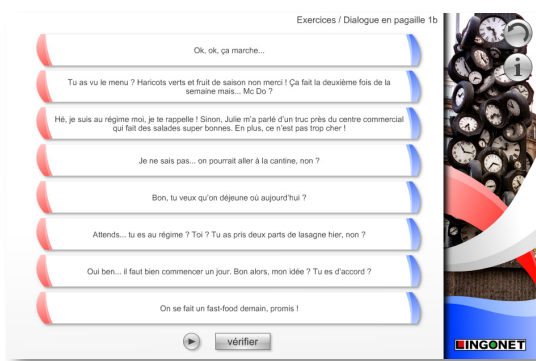 Exercices / Dialogue en pagaille 1b
Ok, ok, ça marche...
Tu as vu le menu ? Haricots verts et fruit de saison non merci ! Ça fait la deuxième fois de la
semaine mais... Mc Do ?
Hé, je suis au régime moi, je te rappelle ! Sinon, Julie m'a parlé d'un truc près du centre commercial
qui fait des salades super bonnes. En plus, ce n'est pas trop cher !
Je ne sais pas... on pourrait aller à la cantine, non ?
Bon, tu veux qu'on déjeune où aujourd'hui ?
Attends... tu es au régime ? Toi ? Tu as pris deux parts de lasagne hier, non ?
Oui ben... il faut bien commencer un jour. Bon alors, mon idée ? Tu es d'accord ?
On se fait un fast-food demain, promis !
vérifier
LINGONET